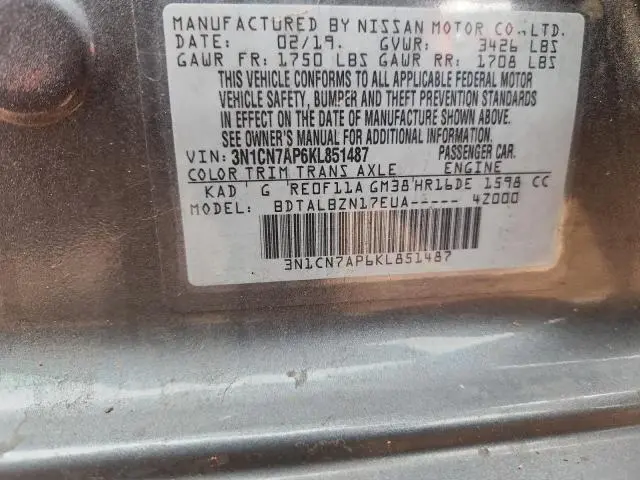 MANUFACTURED BY NISSAN MOTOR CO.,LTD.
02/19. GVWR: 3426 LBS
GAWR FR: 1750 LBS GAWR RR: 1708 LBS
THIS VEHICLE CONFORMS TO ALL APPLICABLE FEDERAL MOTOR
VEHICLE SAFETY, BUMPER AND THEFT PREVENTION STANDARDS
IN EFFECT ON THE DATE OF MANUFACTURE SHOWN ABOVE.
SEE OWNER'S MANUAL FOR ADDITIONAL INFORMATION.
VIN: 3N1CN7AP6KL851487 PASSENGER CAR.
COLOR TRIM TRANS AXLE ENGINE
KAD G RE0F11A GM38 HR16DE 1598 CC
MODEL: BDTALBZN17EUA----- 4Z000
3N1CN7AP6KL851487